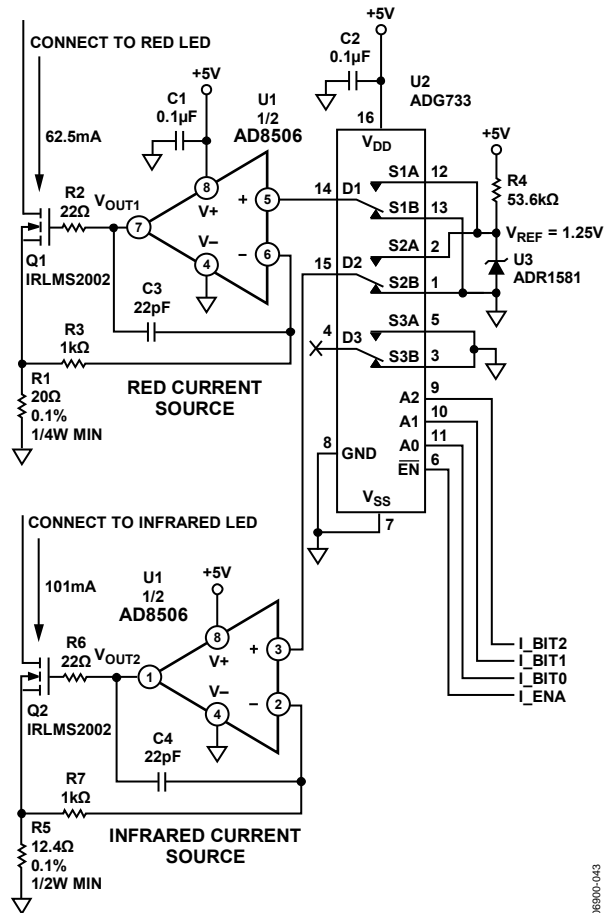 CONNECT TO RED LED
62.5mA
+5V
C1
0.1µF
U1
1/2
AD8506
R2
22Ω
VOUT1
7
8
V+
V–
4
+
5
–
6
Q1
IRLMS2002
C3
22pF
R3
1kΩ
R1
20Ω
0.1%
1/4W MIN
RED CURRENT
SOURCE
C2
0.1µF
+5V
U2
ADG733
16
VDD
14
D1
15
D2
4
D3
8
GND
VSS
7
S1A
12
S1B
13
S2A
2
S2B
1
S3A
5
S3B
3
A2
9
A1
10
A0
11
EN
6
+5V
R4
53.6kΩ
VREF = 1.25V
U3
ADR1581
I_BIT2
I_BIT1
I_BIT0
I_ENA
CONNECT TO INFRARED LED
101mA
U1
1/2
AD8506
+5V
R6
22Ω
VOUT2
1
8
V+
V–
4
+
3
–
2
Q2
IRLMS2002
C4
22pF
R7
1kΩ
R5
12.4Ω
0.1%
1/2W MIN
INFRARED CURRENT
SOURCE
06900-043